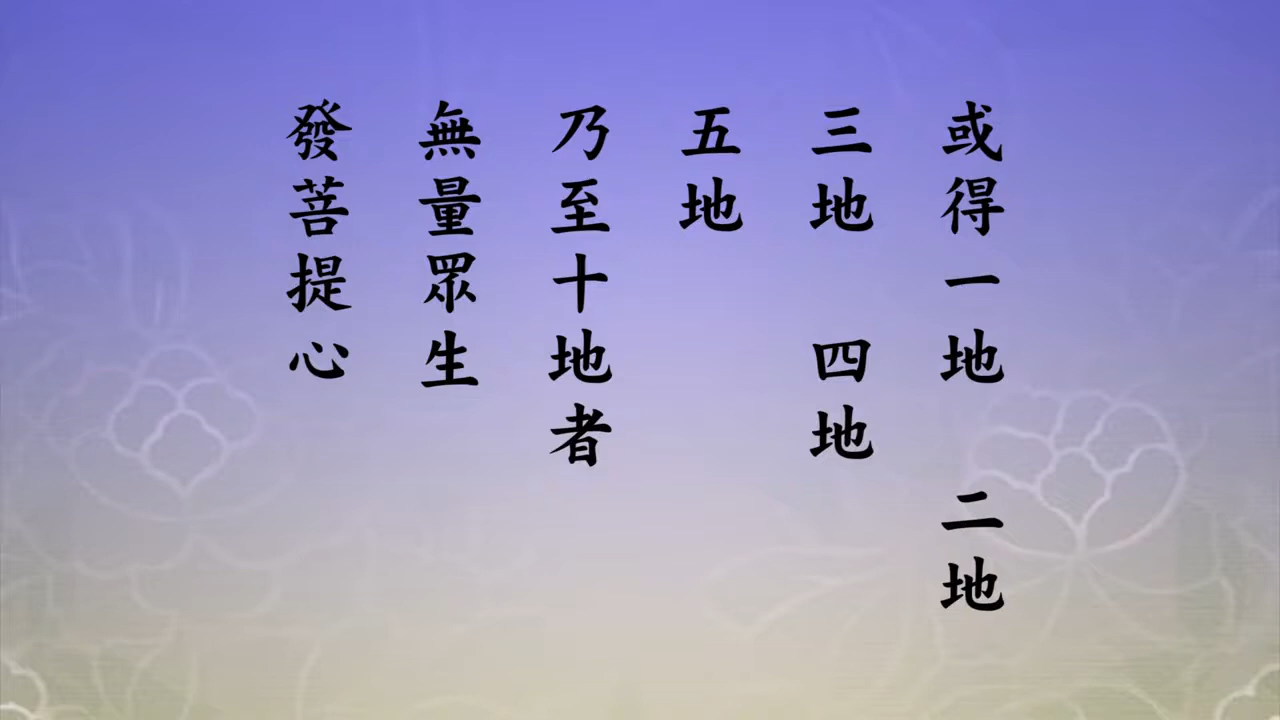 或得一地　二地
三地　四地
五地
乃至十地者
無量眾生
發菩提心